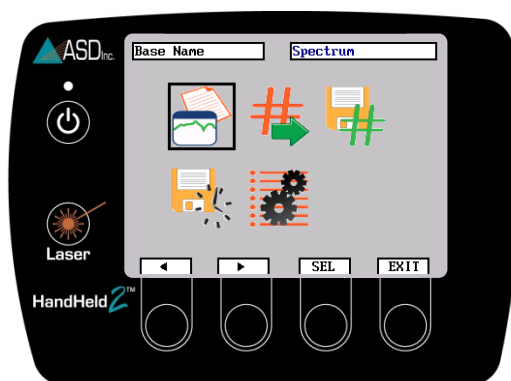 ASD Inc.
Base Name
Spectrum
Laser
◄ ► SEL EXIT
HandHeld 2™